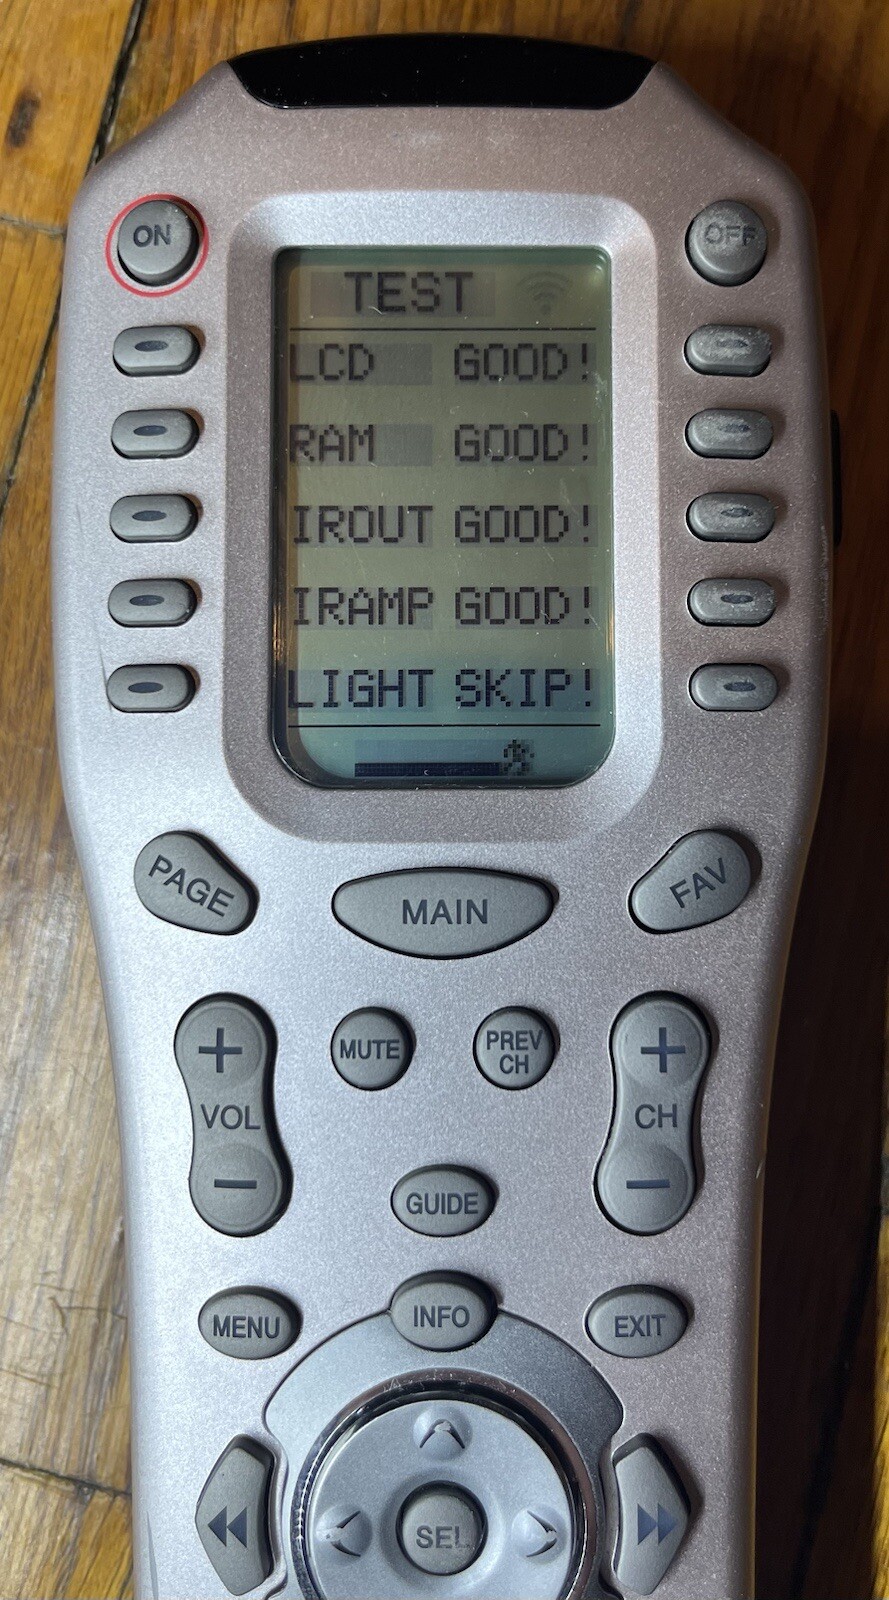 ON
OFF
TEST
LCD GOOD!
RAM GOOD!
IROUT GOOD!
IRAMP GOOD!
LIGHT SKIP!
PAGE
MAIN
FAV
+
VOL
−
MUTE
PREV
CH
+
CH
−
GUIDE
MENU
INFO
EXIT
SEL